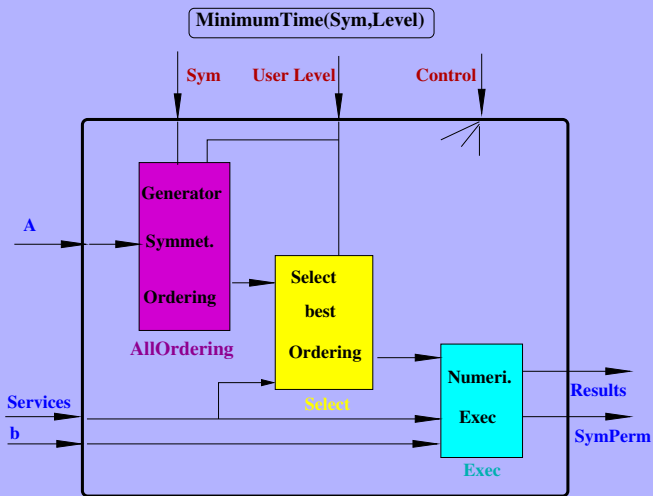 MinimumTime(Sym,Level)
Sym
User Level
Control
Generator
A
Symmet.
Ordering
AllOrdering
Select
best
Ordering
Select
Services
b
Numeri.
Exec
Exec
Results
SymPerm